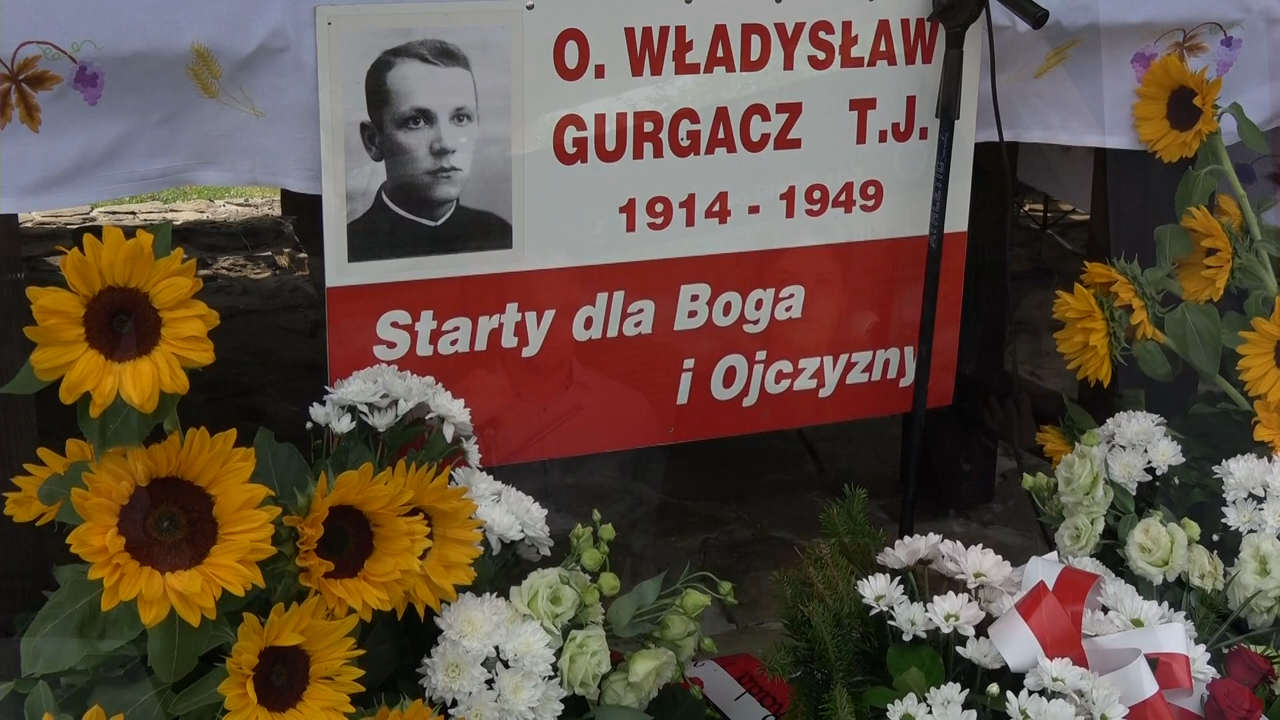 O. WŁADYSŁAW
GURGACZ T.J.
1914 - 1949
Starty dla Boga
i Ojczyzny